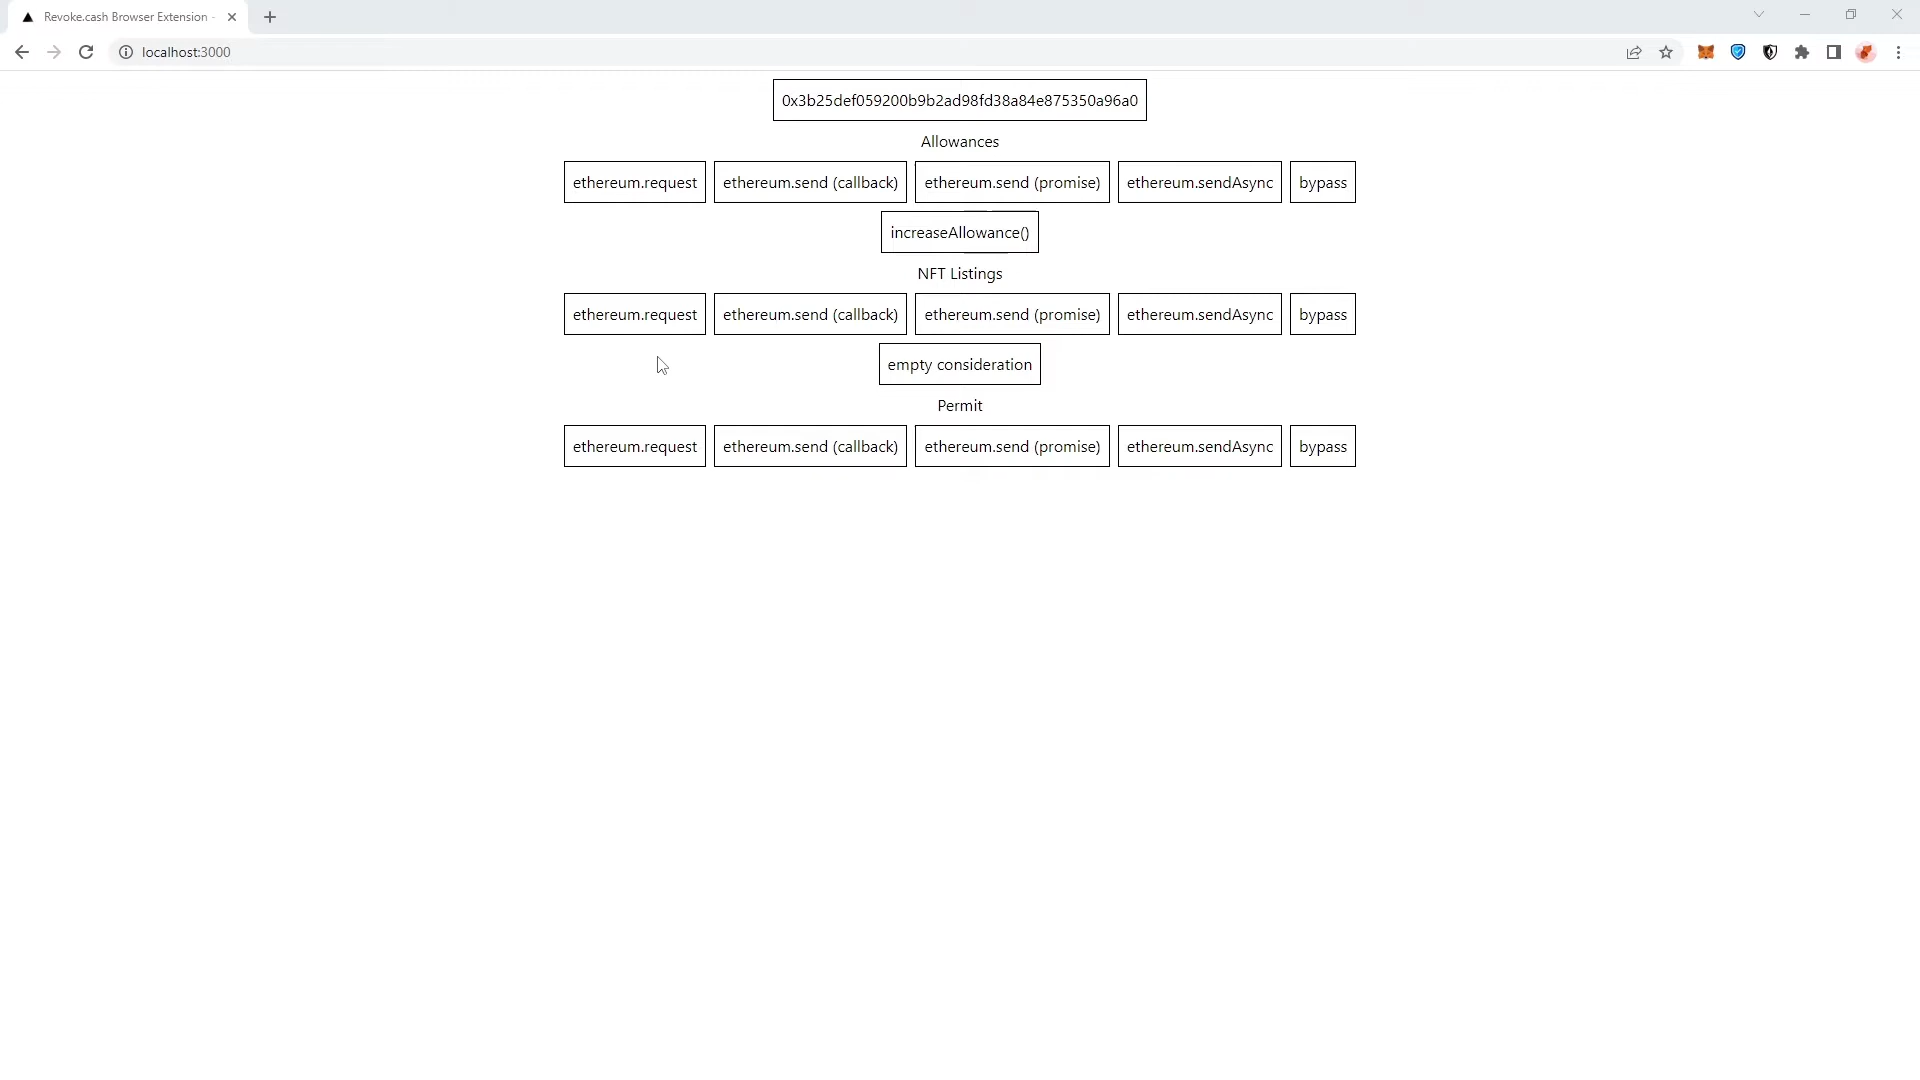 Revoke.cash Browser Extension -
localhost:3000
0x3b25def059200b9b2ad98fd38a84e875350a96a0
Allowances
ethereum.request ethereum.send (callback) ethereum.send (promise) ethereum.sendAsync bypass
increaseAllowance()
NFT Listings
ethereum.request ethereum.send (callback) ethereum.send (promise) ethereum.sendAsync bypass
empty consideration
Permit
ethereum.request ethereum.send (callback) ethereum.send (promise) ethereum.sendAsync bypass